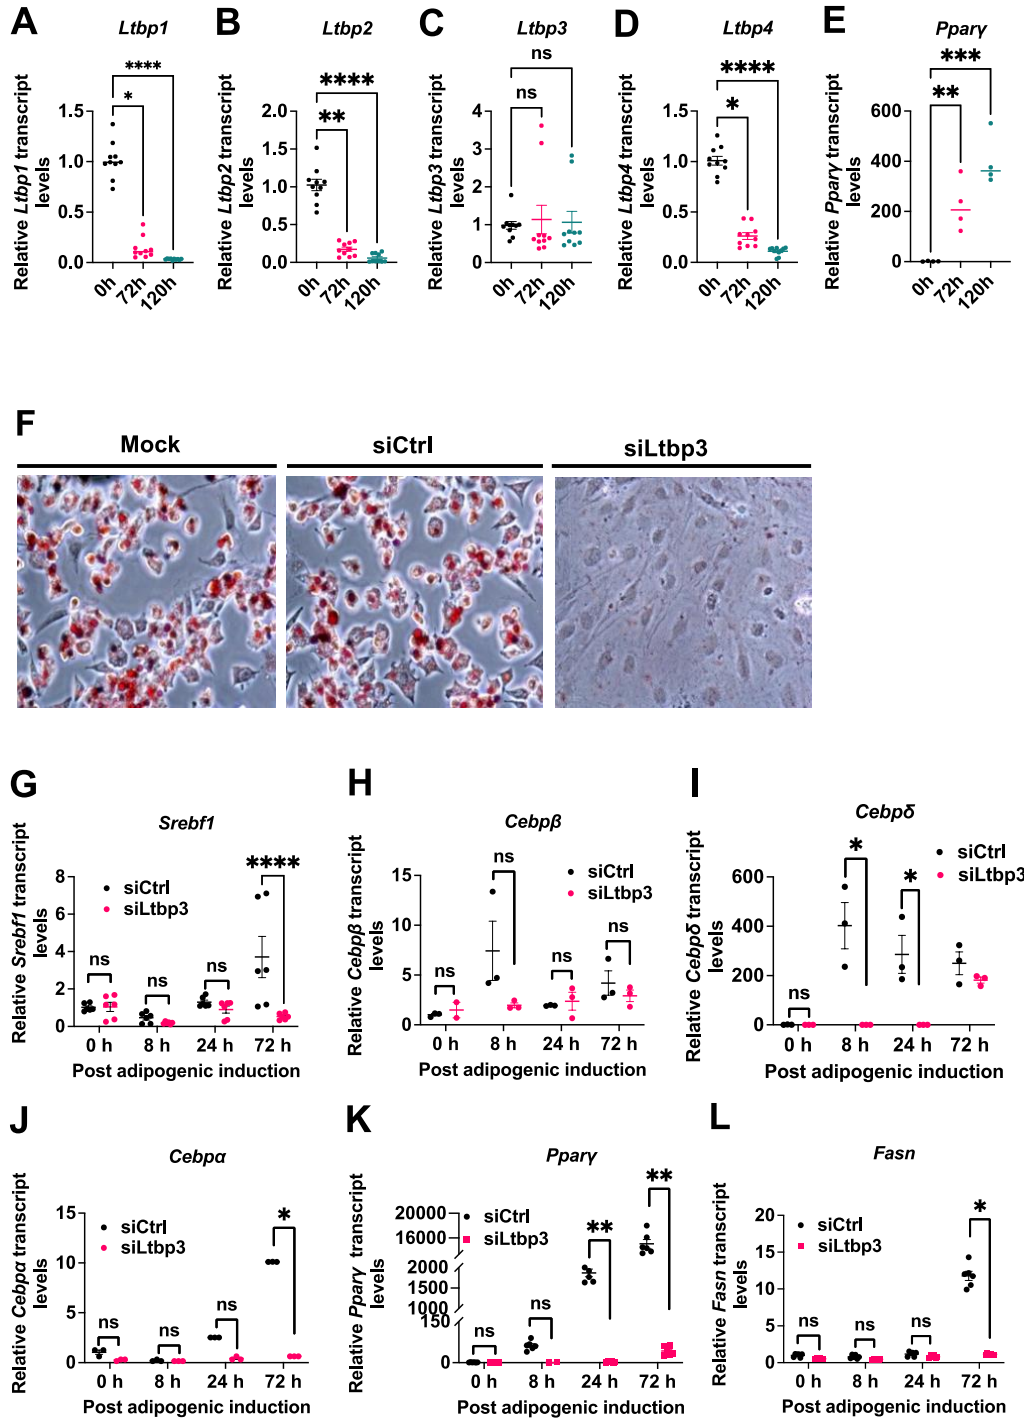 A
Ltbp1
Relative Ltbp1 transcript
levels
1.5
1.0
0.5
0.0
****
*
0h
72h
120h
B
Ltbp2
Relative Ltbp2 transcript
levels
2.0
1.5
1.0
0.5
0.0
****
**
0h
72h
120h
C
Ltbp3
Relative Ltbp3 transcript
levels
4
3
2
1
0
ns
ns
0h
72h
120h
D
Ltbp4
Relative Ltbp4 transcript
levels
1.5
1.0
0.5
0.0
****
*
0h
72h
120h
E
Pparγ
Relative Pparγ transcript
levels
600
400
200
0
***
**
0h
72h
120h
F
Mock
siCtrl
siLtbp3
G
Srebf1
Relative Srebf1 transcript
levels
8
6
4
2
0
siCtrl
siLtbp3
ns
ns
ns
****
0 h
8 h
24 h
72 h
Post adipogenic induction
H
Cebpβ
Relative Cebpβ transcript
levels
15
10
5
0
siCtrl
siLtbp3
ns
ns
ns
ns
0 h
8 h
24 h
72 h
Post adipogenic induction
I
Cebpδ
Relative Cebpδ transcript
levels
600
400
200
0
siCtrl
siLtbp3
ns
*
*
0 h
8 h
24 h
72 h
Post adipogenic induction
J
Cebpα
Relative Cebpα transcript
levels
15
10
5
0
siCtrl
siLtbp3
ns
ns
ns
*
0 h
8 h
24 h
72 h
Post adipogenic induction
K
Pparγ
Relative Pparγ transcript
levels
20000
16000
2000
1500
1000
150
0
siCtrl
siLtbp3
ns
ns
**
**
0 h
8 h
24 h
72 h
Post adipogenic induction
L
Fasn
Relative Fasn transcript
levels
20
15
10
5
0
siCtrl
siLtbp3
ns
ns
ns
*
0 h
8 h
24 h
72 h
Post adipogenic induction